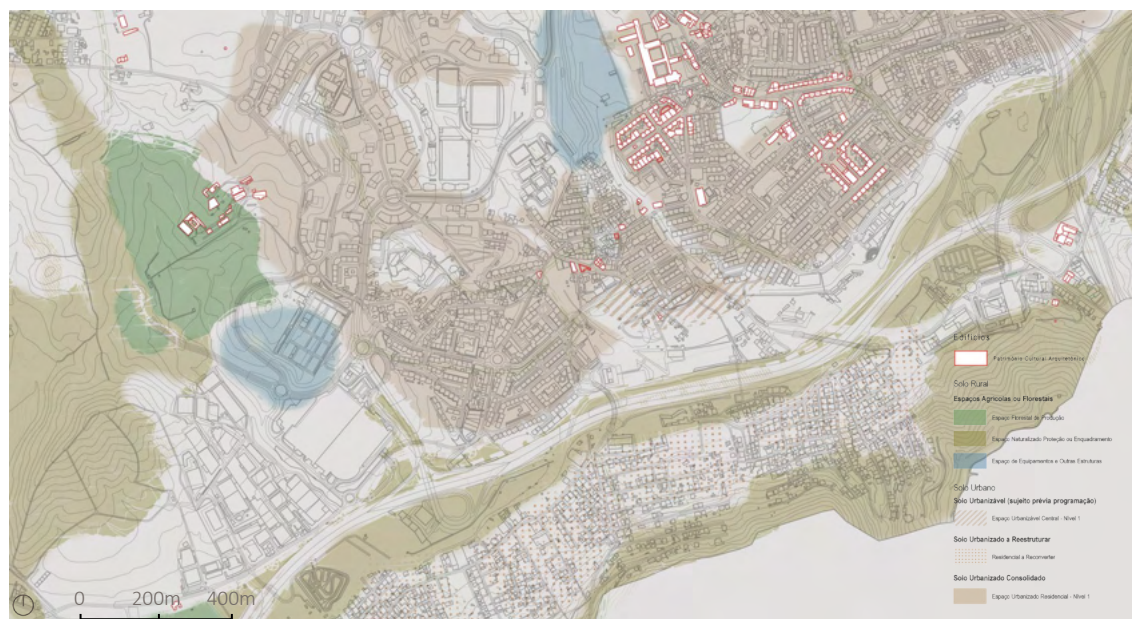 Edifícios
Património Cultural Arquitetónico
Solo Rural
Espaços Agrícolas ou Florestais
Espaço Florestal de Produção
Espaço Naturalizado Proteção ou Enquadramento
Espaço de Equipamentos e Outras Estruturas
Solo Urbano
Solo Urbanizável (sujeito prévia programação)
Espaço Urbanizável Central - Nível 1
Solo Urbanizado a Reestruturar
Residencial a Reconverter
Solo Urbanizado Consolidado
Espaço Urbanizado Residencial - Nível 1
0 200m 400m